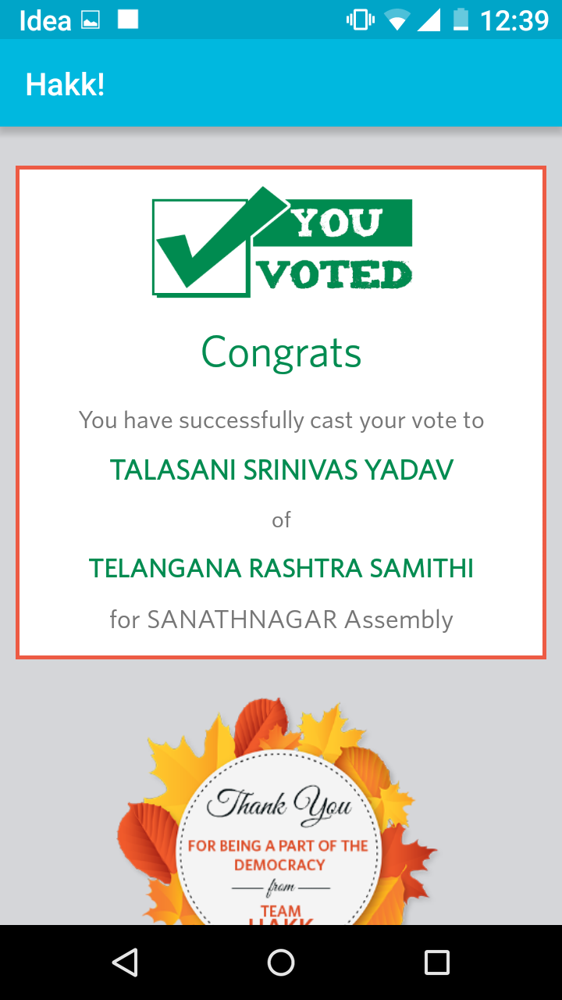 Idea 12:39
Hakk!
YOU
VOTED
Congrats
You have successfully cast your vote to
TALASANI SRINIVAS YADAV
of
TELANGANA RASHTRA SAMITHI
for SANATHNAGAR Assembly
Thank You
FOR BEING A PART OF THE
DEMOCRACY
from
TEAM
HAKK